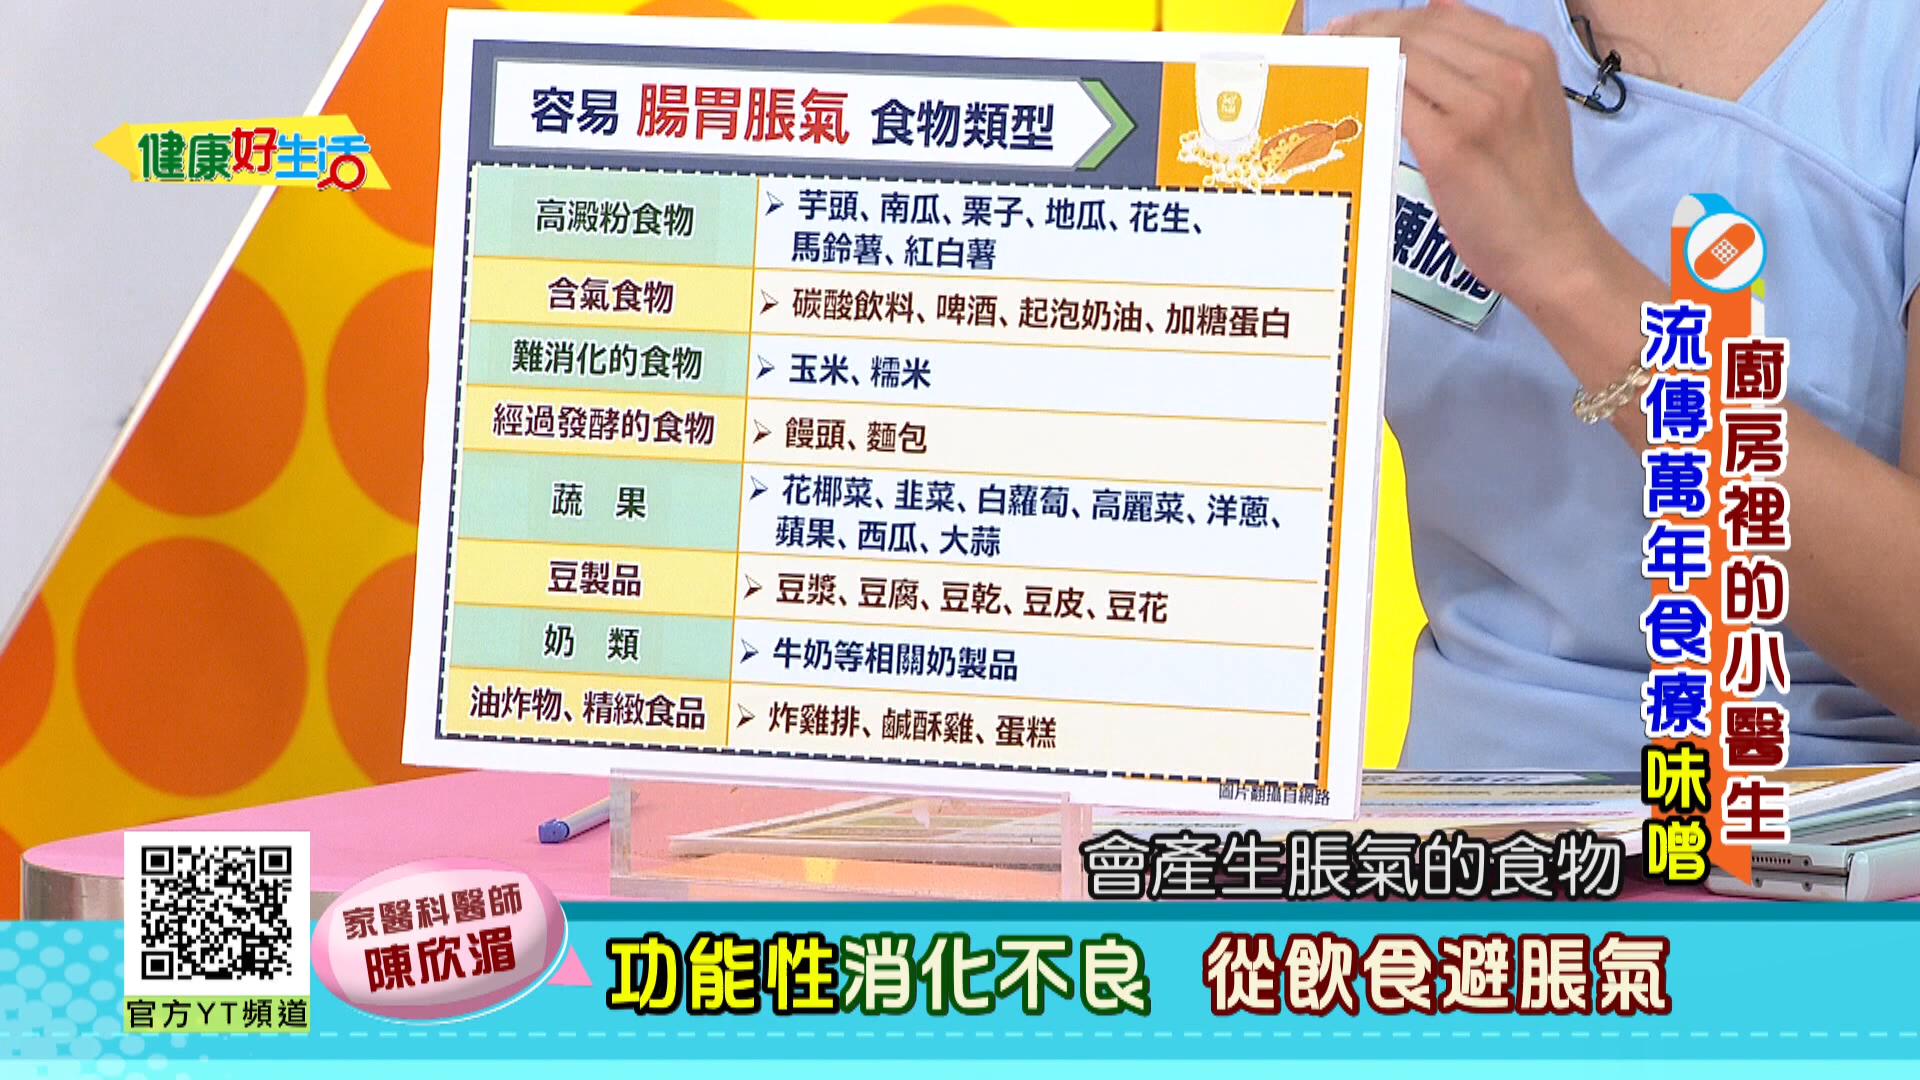 健康好生活
容易 腸胃脹氣 食物類型
高澱粉食物
芋頭、南瓜、栗子、地瓜、花生、
馬鈴薯、紅白薯
含氣食物
碳酸飲料、啤酒、起泡奶油、加糖蛋白
難消化的食物
玉米、糯米
經過發酵的食物
饅頭、麵包
蔬 果
花椰菜、韭菜、白蘿蔔、高麗菜、洋蔥、
蘋果、西瓜、大蒜
豆製品
豆漿、豆腐、豆乾、豆皮、豆花
奶 類
牛奶等相關奶製品
油炸物、精緻食品
炸雞排、鹹酥雞、蛋糕
圖片翻攝自網路
陳欣湄
廚房裡的小醫生
流傳萬年食療味噌
會產生脹氣的食物
官方YT頻道
家醫科醫師
陳欣湄
功能性消化不良 從飲食避脹氣